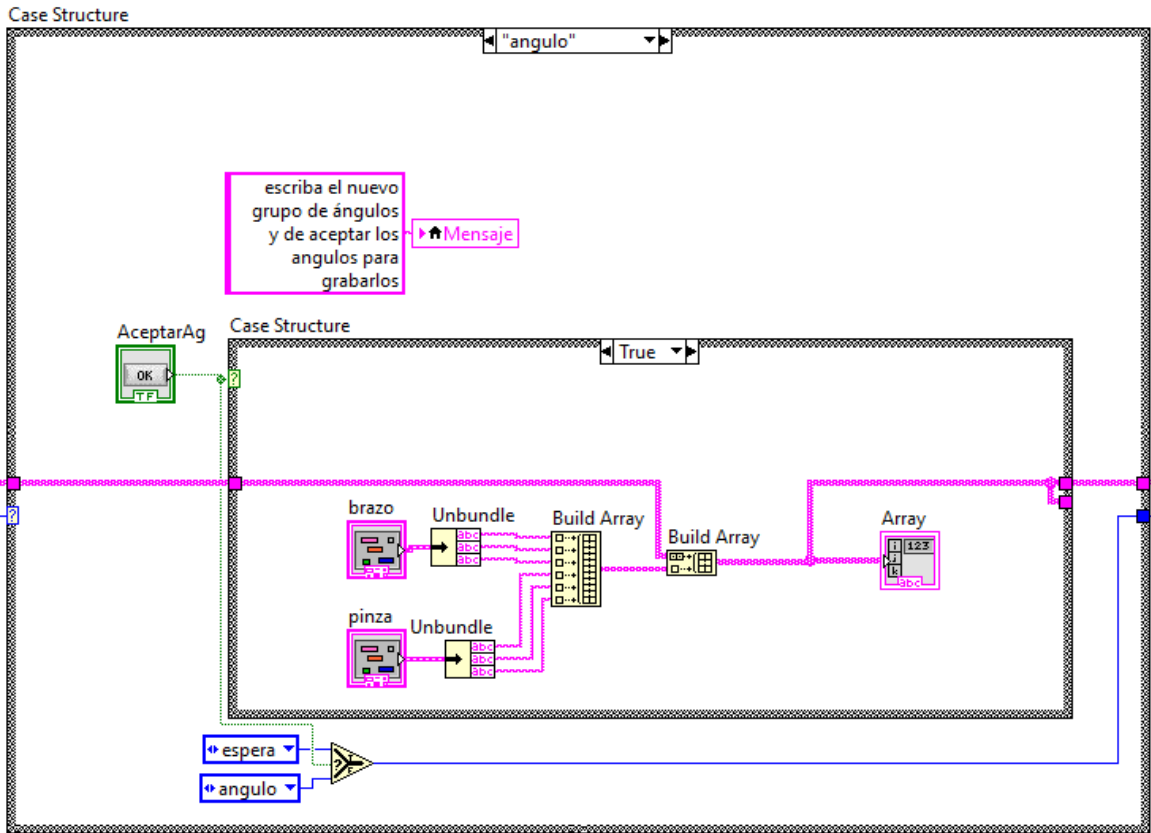 Case Structure
"angulo"
escriba el nuevo
grupo de ángulos
y de aceptar los
angulos para
grabarlos
Mensaje
AceptarAg
OK
TF
Case Structure
True
?
?
brazo
Unbundle
abc
abc
abc
Build Array
Build Array
Array
i
j
k
123
abc
pinza
Unbundle
abc
abc
abc
espera
angulo
?
T
F